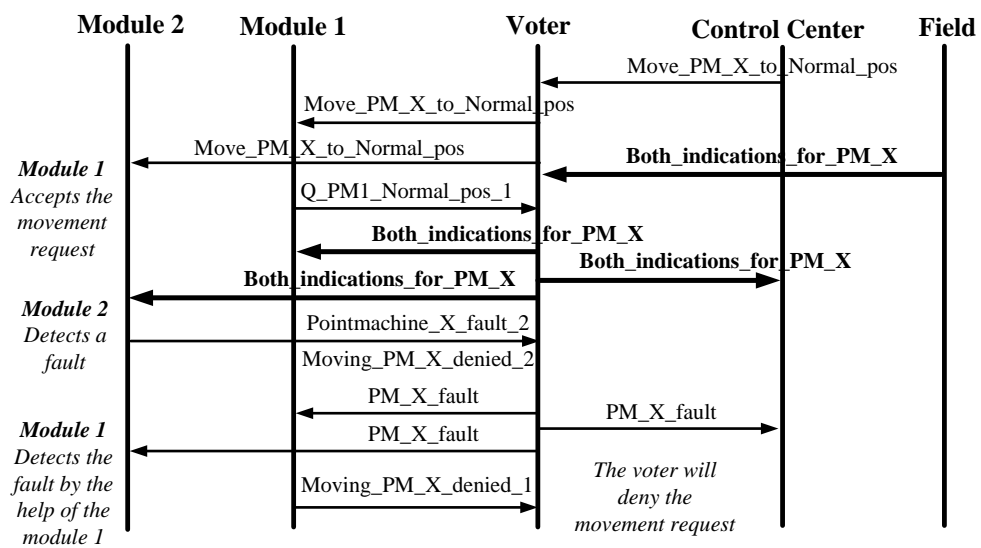 Module 2 Module 1 Voter Control Center Field
Move_PM_X_to_Normal_pos
Move_PM_X_to_Normal_pos
Move_PM_X_to_Normal_pos
Both_indications_for_PM_X
Module 1
Accepts the
movement
request
Q_PM1_Normal_pos_1
Both_indications_for_PM_X
Both_indications_for_PM_X
Both_indications_for_PM_X
Module 2
Detects a
fault
Pointmachine_X_fault_2
Moving_PM_X_denied_2
PM_X_fault
PM_X_fault
PM_X_fault
Module 1
Detects the
fault by the
help of the
module 1
Moving_PM_X_denied_1
The voter will
deny the
movement request